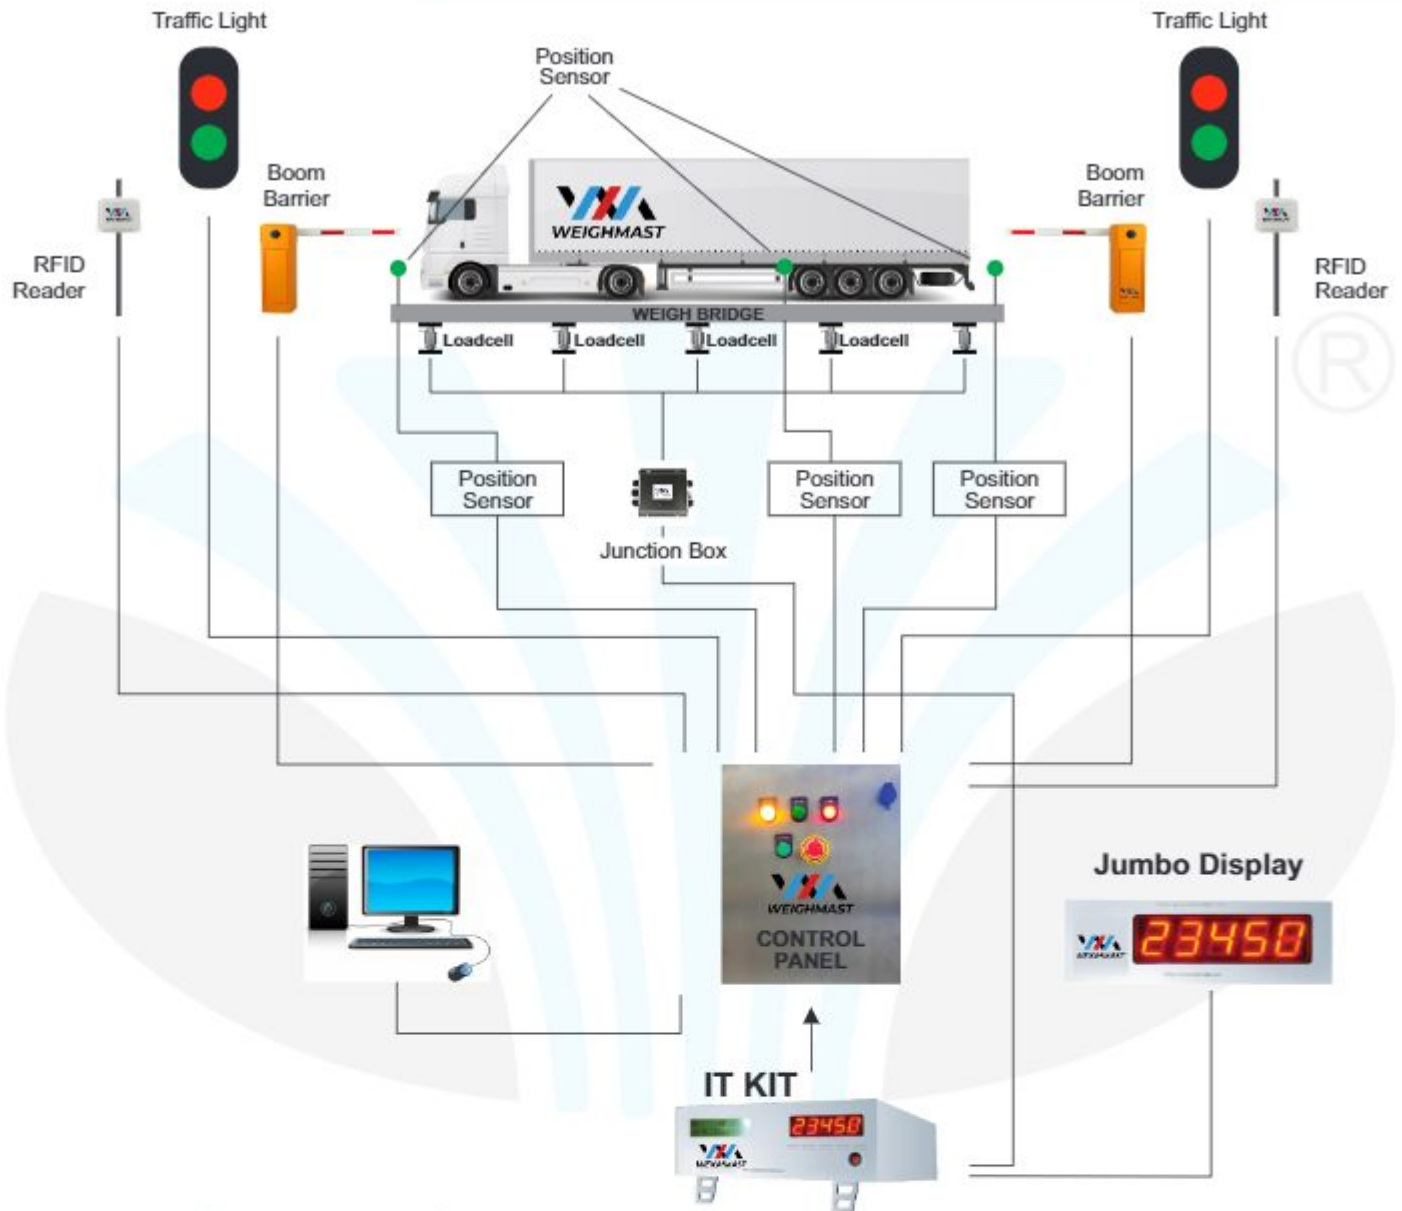 Traffic Light
Traffic Light
Position
Sensor
Boom
Barrier
Boom
Barrier
WEIGHMAST
RFID
Reader
RFID
Reader
WEIGH BRIDGE
Loadcell
Loadcell
Loadcell
Loadcell
®
Position
Sensor
Position
Sensor
Position
Sensor
Junction Box
WEIGHMAST
CONTROL
PANEL
Jumbo Display
WEIGHMAST
23450
IT KIT
23450
WEIGHMAST